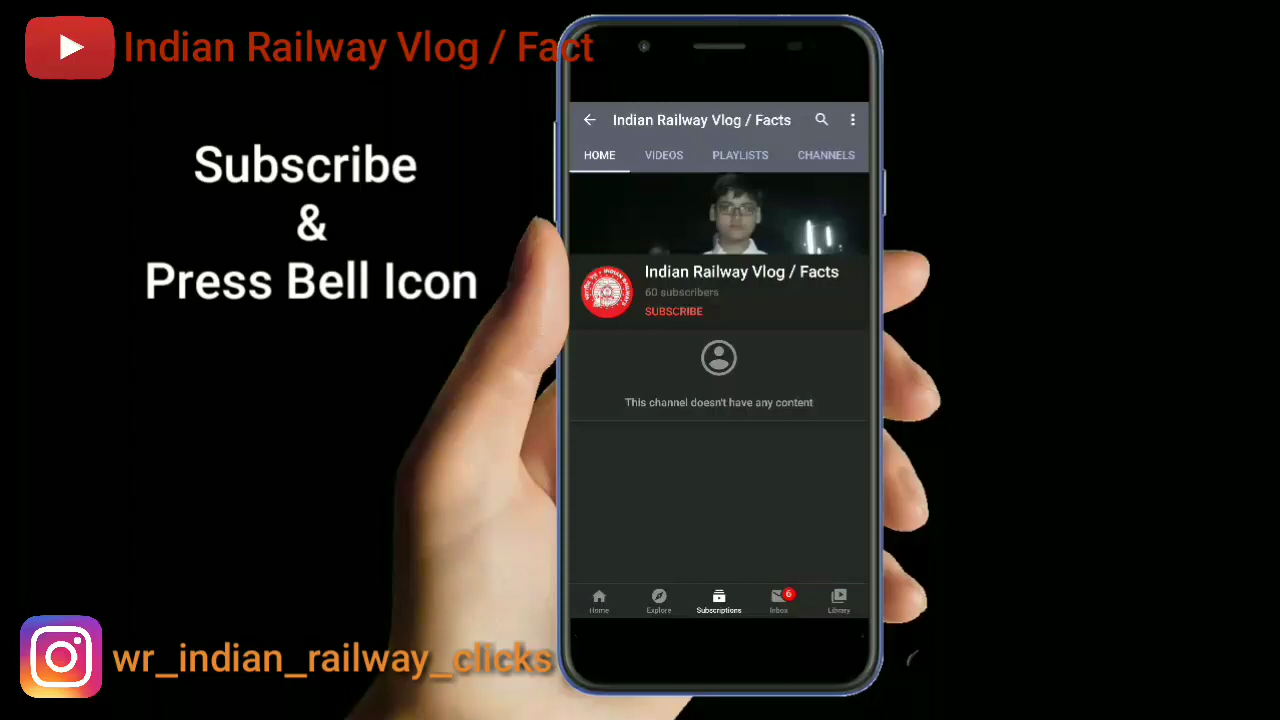 Indian Railway Vlog / Fact
Subscribe
&
Press Bell Icon
Indian Railway Vlog / Facts
HOME VIDEOS PLAYLISTS CHANNELS
Indian Railway Vlog / Facts
60 subscribers
SUBSCRIBE
This channel doesn't have any content
6
Home Explore Subscriptions Inbox Library
wr_indian_railway_clicks